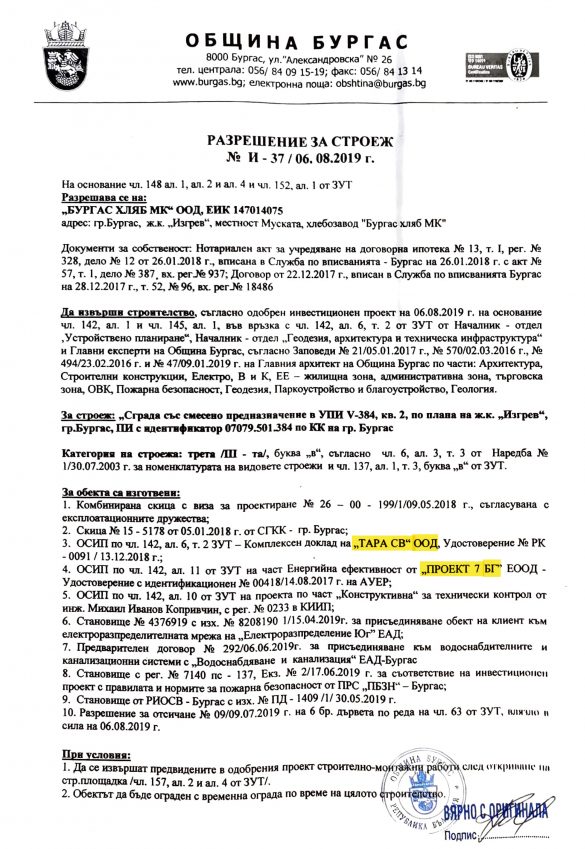 ОБЩИНА БУРГАС
8000 Бургас, ул."Александровска" № 26
тел. централа: 056/ 84 09 15-19; факс: 056/ 84 13 14
www.burgas.bg; електронна поща: obshtina@burgas.bg
BUREAU VERITAS
Certification
РАЗРЕШЕНИЕ ЗА СТРОЕЖ
№ И - 37 / 06. 08.2019 г.
На основание чл. 148 ал. 1, ал. 2 и ал. 4 и чл. 152, ал. 1 от ЗУТ
Разрешава се на:
„БУРГАС ХЛЯБ МК“ ООД, ЕИК 147014075
адрес: гр.Бургас, ж.к. „Изгрев“, местност Муската, хлебозавод "Бургас хляб МК"
Документи за собственост: Нотариален акт за учредяване на договорна ипотека № 13, т. I, рег. №
328, дело № 12 от 26.01.2018 г., вписана в Служба по вписванията - Бургас на 26.01.2018 г. с акт №
57, т. 1, дело № 387, вх. рег.№ 937; Договор от 22.12.2017 г., вписан в Служба по вписванията Бургас
на 28.12.2017 г., т. 52, № 96, вх. рег.№ 18486
Да извърши строителство, съгласно одобрен инвестиционен проект на 06.08.2019 г. на основание
чл. 142, ал. 1 и чл. 145, ал. 1, във връзка с чл. 142, ал. 6, т. 2 от ЗУТ от Началник - отдел
„Устройствено планиране“, Началник - отдел „Геодезия, архитектура и техническа инфраструктура“
и Главни експерти на Община Бургас, съгласно Заповеди № 21/05.01.2017 г., № 570/02.03.2016 г., №
494/23.02.2016 г. и № 47/09.01.2019 г. на Главния архитект на Община Бургас по части: Архитектура,
Строителни конструкции, Електро, В и К, ЕЕ – жилищна зона, административна зона, търговска
зона, ОВК, Пожарна безопасност, Геодезия, Паркоустройство и благоустройство, Геология.
За строеж: „Сграда със смесено предназначение в УПИ V-384, кв. 2, по плана на ж.к. „Изгрев“,
гр.Бургас, ПИ с идентификатор 07079.501.384 по КК на гр. Бургас
Категория на строежа: трета /III - та/, буква „в“, съгласно чл. 6, ал. 3, т. 3 от Наредба №
1/30.07.2003 г. за номенклатурата на видовете строежи и чл. 137, ал. 1, т. 3, буква „в“ от ЗУТ.
За обекта са изготвени:
1. Комбинирана скица с виза за проектиране № 26 – 00 - 199/1/09.05.2018 г., съгласувана с
експлоатационните дружества;
2. Скица № 15 - 5178 от 05.01.2018 г. от СГКК - гр. Бургас;
3. ОСИП по чл. 142, ал. 6, т. 2 ЗУТ – Комплексен доклад на „ТАРА СВ“ ООД, Удостоверение № РК
- 0091 / 13.12.2018 г.;
4. ОСИП по чл. 142, ал. 11 от ЗУТ на част Енергийна ефективност от „ПРОЕКТ 7 БГ“ ЕООД -
Удостоверение с идентификационен № 00418/14.08.2017 г. на АУЕР;
5. ОСИП по чл. 142, ал. 10 от ЗУТ на проекта по част „Конструктивна“ за технически контрол от
инж. Михаил Иванов Копривчин, с рег. № 0233 в КИИП;
6. Становище № 4376919 с изх. № 8208190 1/15.04.2019г. за присъединяване обект на клиент към
електроразпределителната мрежа на „Електроразпределение Юг“ ЕАД;
7. Предварителен договор № 292/06.06.2019г. за присъединяване към водоснабдителните и
канализационни системи с „Водоснабдяване и канализация“ ЕАД-Бургас
8. Становище с рег. № 7140 пс - 137, Екз. № 2/17.06.2019 г. за съответствие на инвестиционен
проект с правилата и нормите за пожарна безопасност от ПРС „ПБЗН“ – Бургас;
9. Становище от РИОСВ - Бургас с изх. № ПД - 1409 /1/ 30.05.2019 г.
10. Разрешение за отсичане № 09/09.07.2019 г. на 6 бр. дървета по реда на чл. 63 от ЗУТ, влязло в
сила на 06.08.2019 г.
При условия:
1. Да се извършат предвидените в одобрения проект строително-монтажни работи след откриване на
стр.площадка /чл. 157, ал. 2 и ал. 4 от ЗУТ/.
2. Обектът да бъде ограден с временна ограда по време на цялото строителство.
ОБЩИНА БУРГАС
РЕПУБЛИКА БЪЛГАРИЯ
ВЯРНО С ОРИГИНАЛА
Подпис: